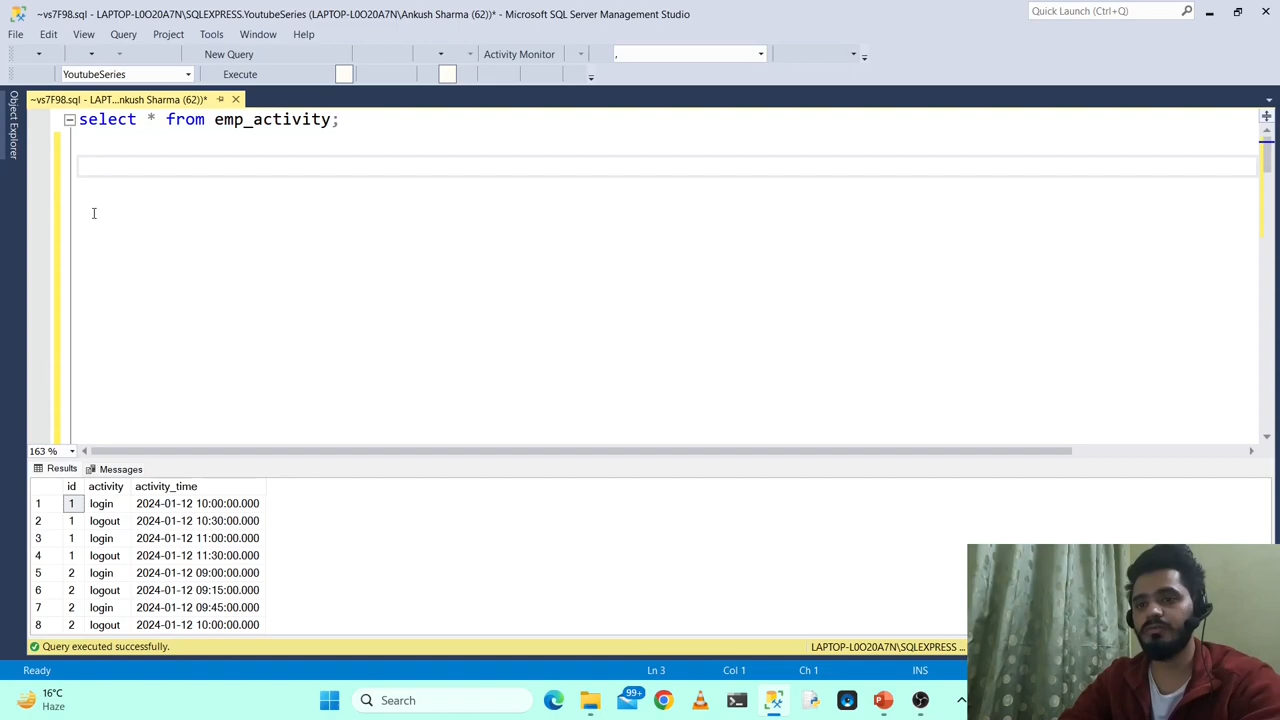 ~vs7F98.sql - LAPTOP-L0O20A7N\SQLEXPRESS.YoutubeSeries (LAPTOP-L0O20A7N\Ankush Sharma (62))* - Microsoft SQL Server Management Studio
Quick Launch (Ctrl+Q)
File Edit View Query Project Tools Window Help
New Query Activity Monitor ,
YoutubeSeries Execute
Object Explorer
~vs7F98.sql - LAPT...nkush Sharma (62))*
select * from emp_activity;
163 %
Results Messages
id activity activity_time
1 1 login 2024-01-12 10:00:00.000
2 1 logout 2024-01-12 10:30:00.000
3 1 login 2024-01-12 11:00:00.000
4 1 logout 2024-01-12 11:30:00.000
5 2 login 2024-01-12 09:00:00.000
6 2 logout 2024-01-12 09:15:00.000
7 2 login 2024-01-12 09:45:00.000
8 2 logout 2024-01-12 10:00:00.000
Query executed successfully. LAPTOP-L0O20A7N\SQLEXPRESS ...
Ready Ln 3 Col 1 Ch 1 INS
16°C
Haze
Search
99+